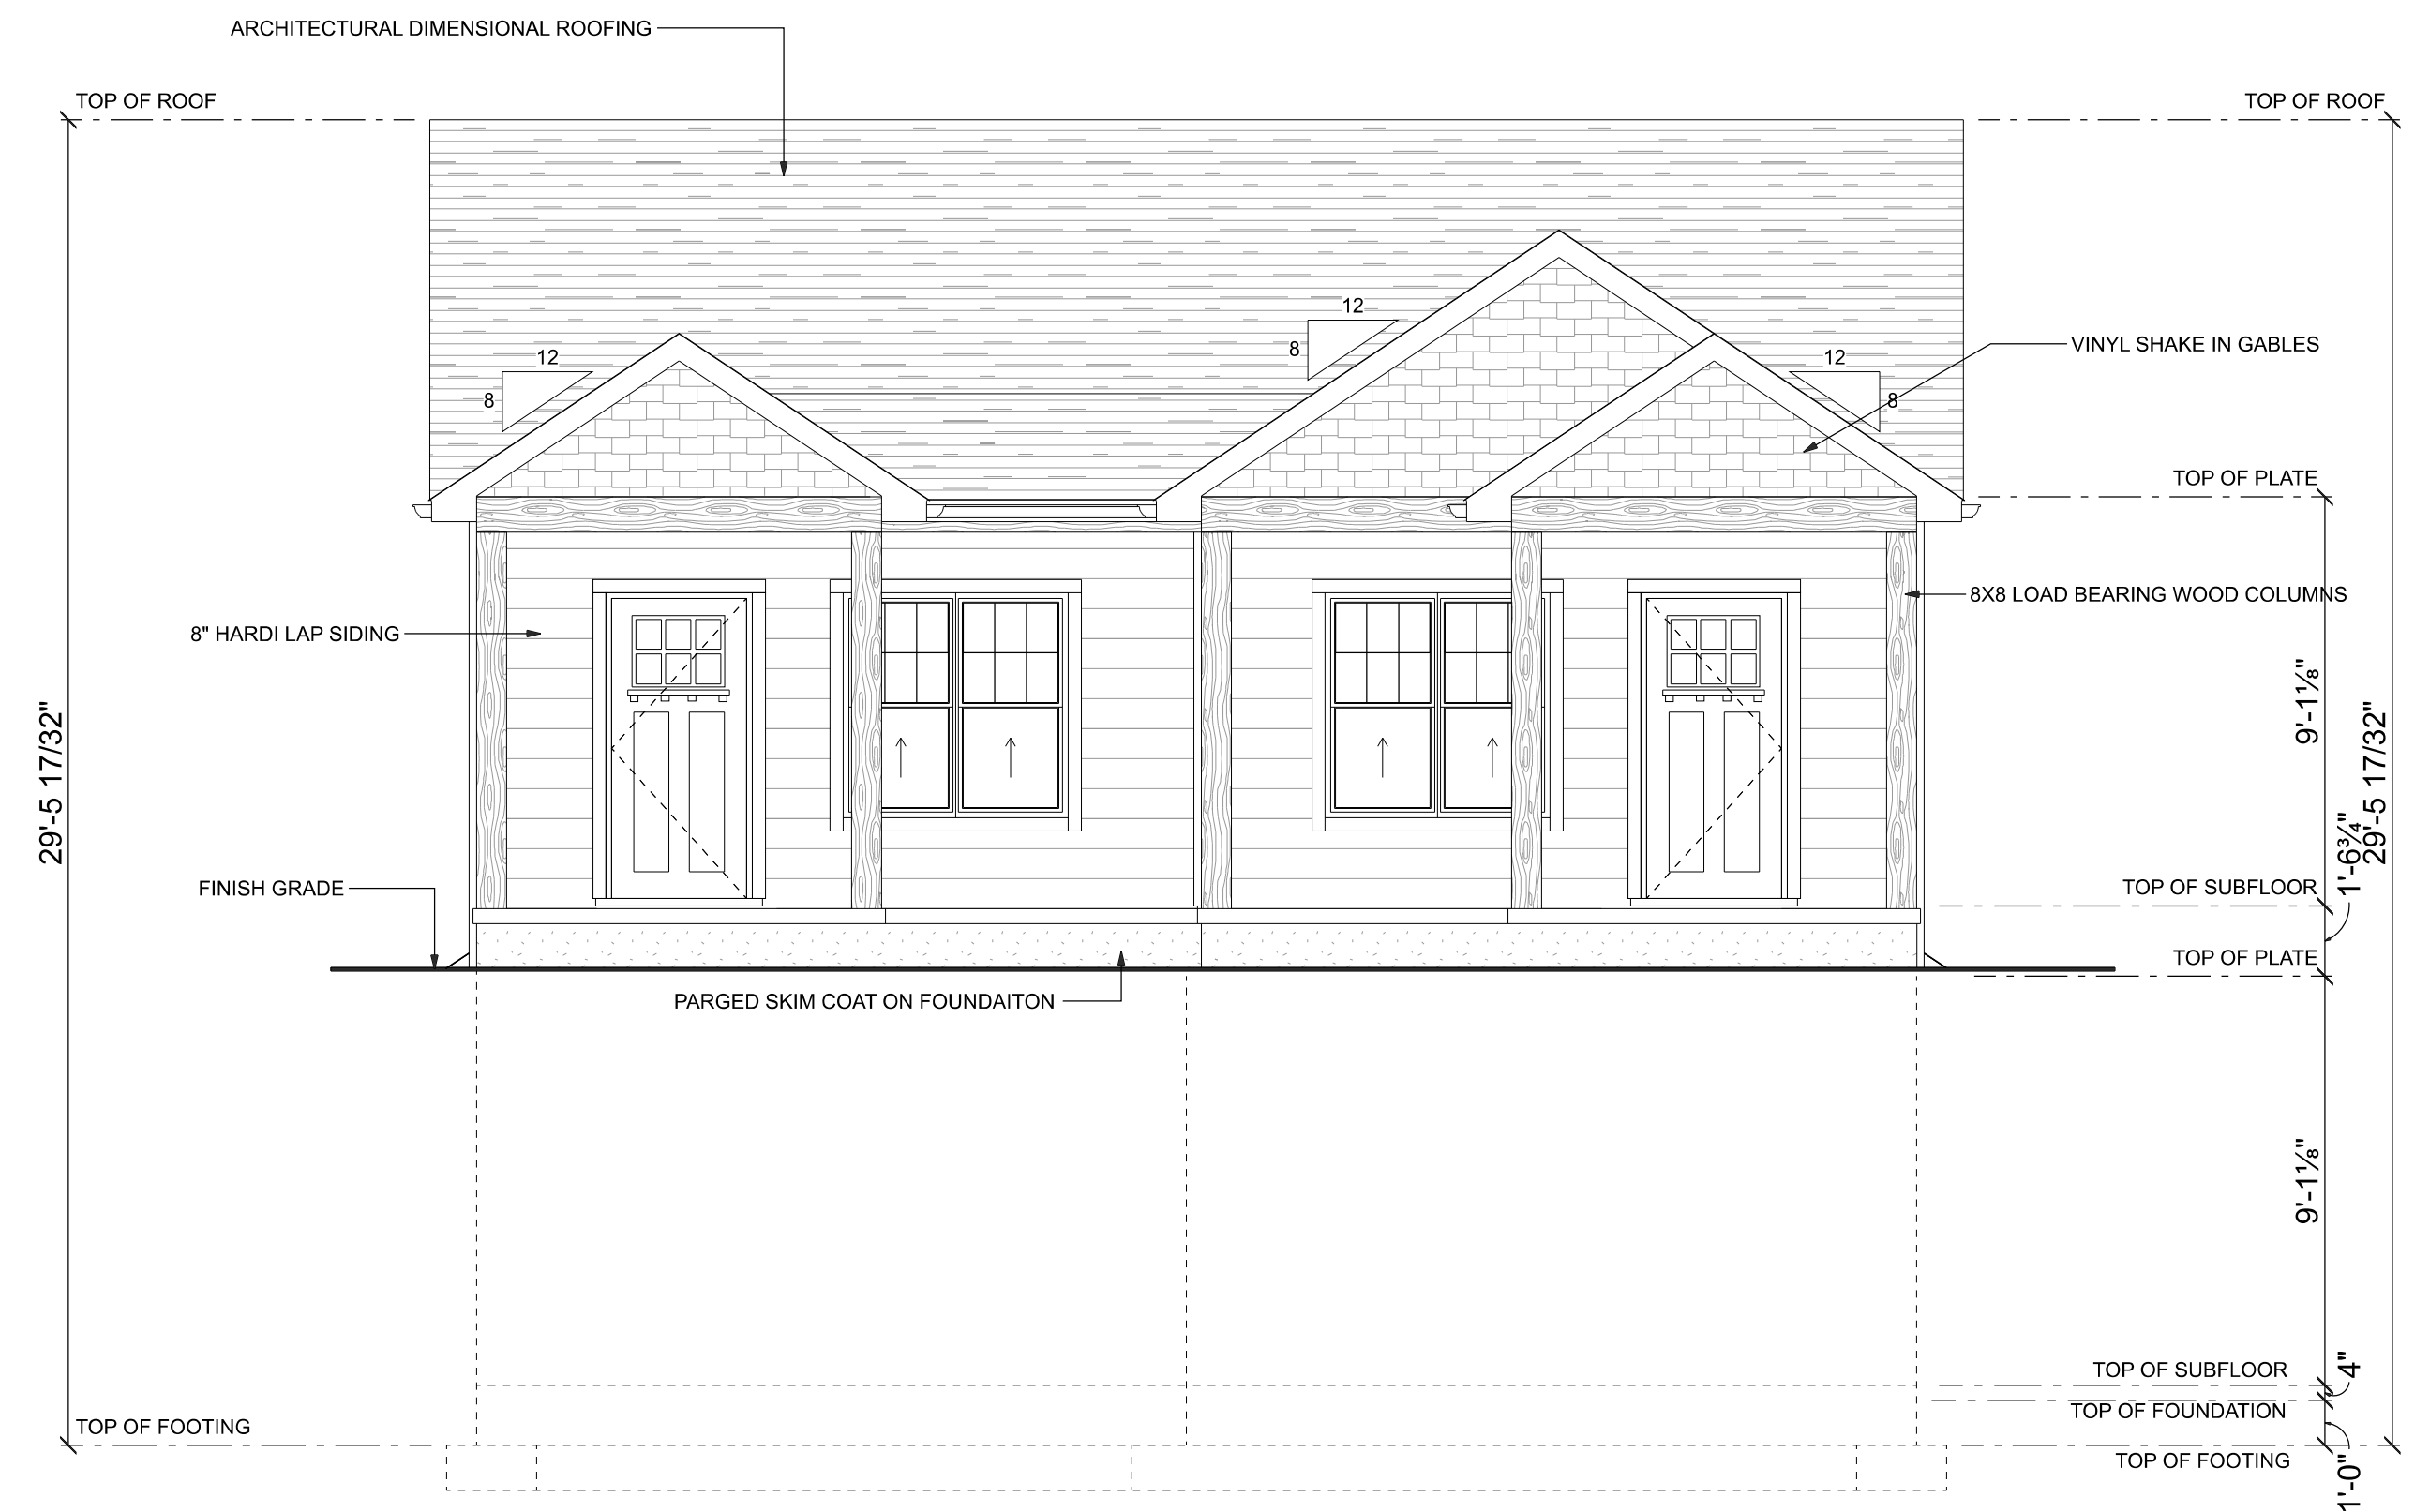 ARCHITECTURAL DIMENSIONAL ROOFING
TOP OF ROOF
TOP OF ROOF
12
12
12
8
8
8
VINYL SHAKE IN GABLES
TOP OF PLATE
8X8 LOAD BEARING WOOD COLUMNS
8" HARDI LAP SIDING
9'-1⅛"
29'-5 17/32"
29'-5 17/32"
1'-6¾"
FINISH GRADE
TOP OF SUBFLOOR
TOP OF PLATE
PARGED SKIM COAT ON FOUNDAITON
9'-1⅛"
TOP OF SUBFLOOR
4"
TOP OF FOUNDATION
TOP OF FOOTING
TOP OF FOOTING
1'-0"